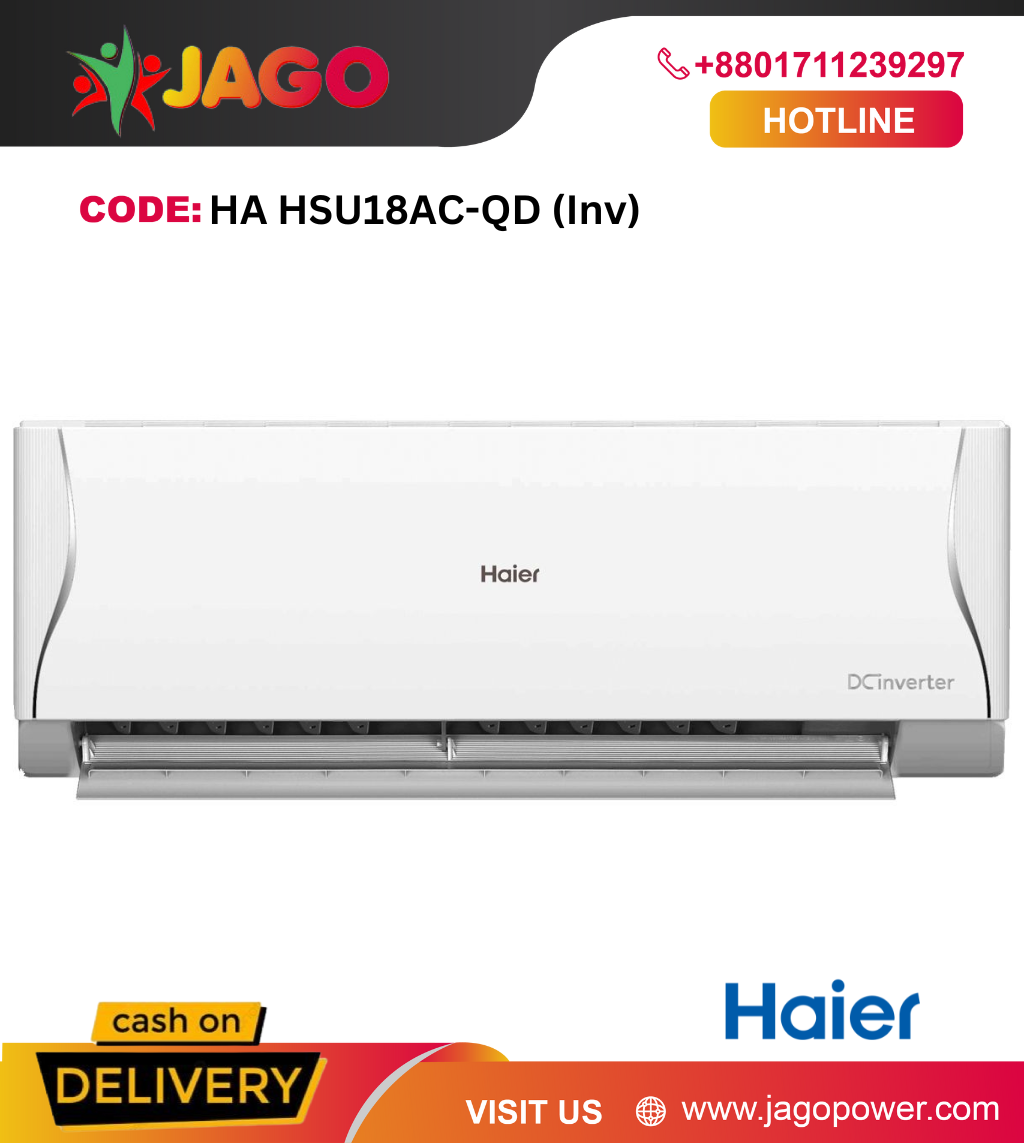 JAGO
+8801711239297
HOTLINE
CODE: HA HSU18AC-QD (Inv)
Haier
DCinverter
Haier
cash on
DELIVERY
VISIT US www.jagopower.com